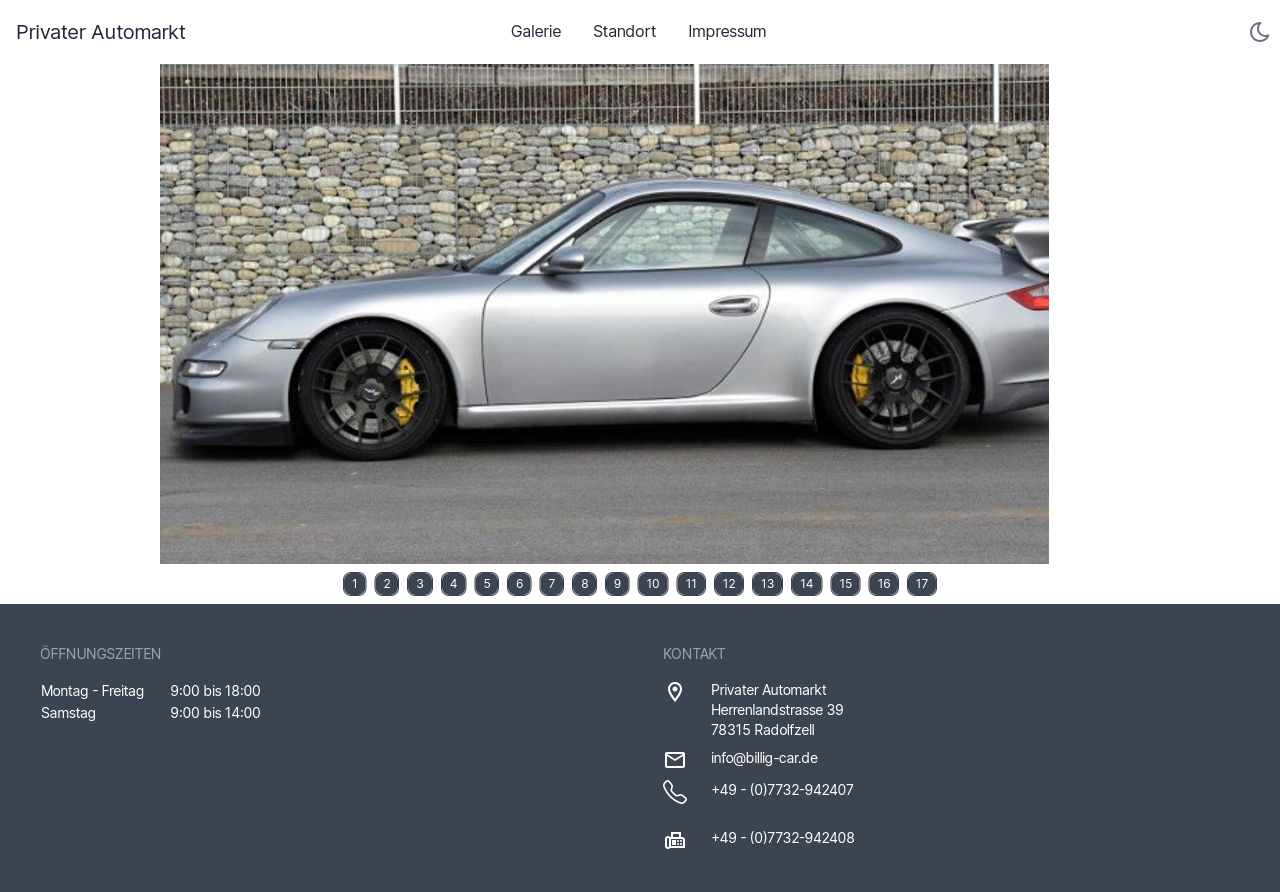 Privater Automarkt
Galerie Standort Impressum
1 2 3 4 5 6 7 8 9 10 11 12 13 14 15 16 17
ÖFFNUNGSZEITEN
Montag - Freitag 9:00 bis 18:00
Samstag 9:00 bis 14:00
KONTAKT
Privater Automarkt
Herrenlandstrasse 39
78315 Radolfzell
info@billig-car.de
+49 - (0)7732-942407
+49 - (0)7732-942408